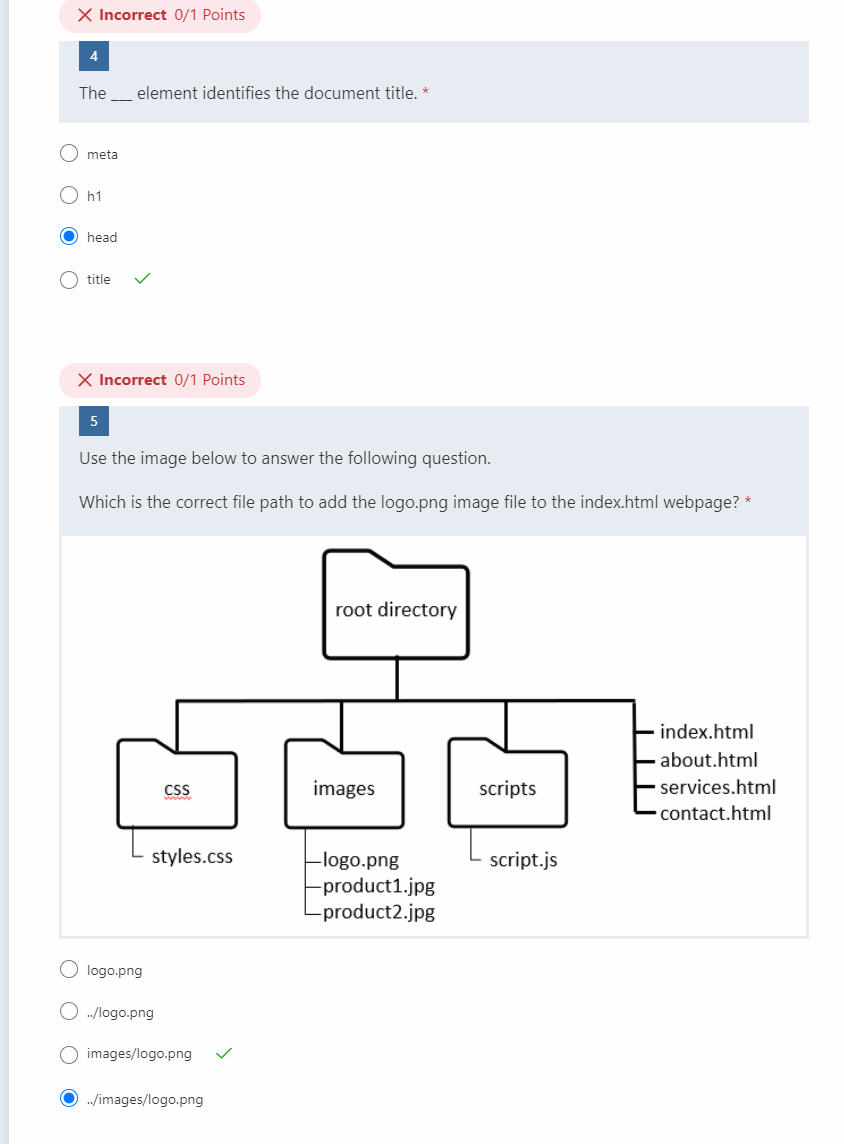 Incorrect 0/1 Points
4
The ___ element identifies the document title. *
meta
h1
head
title
Incorrect 0/1 Points
5
Use the image below to answer the following question.
Which is the correct file path to add the logo.png image file to the index.html webpage? *
root directory
css
styles.css
images
logo.png
product1.jpg
product2.jpg
scripts
script.js
index.html
about.html
services.html
contact.html
logo.png
../logo.png
images/logo.png
../images/logo.png